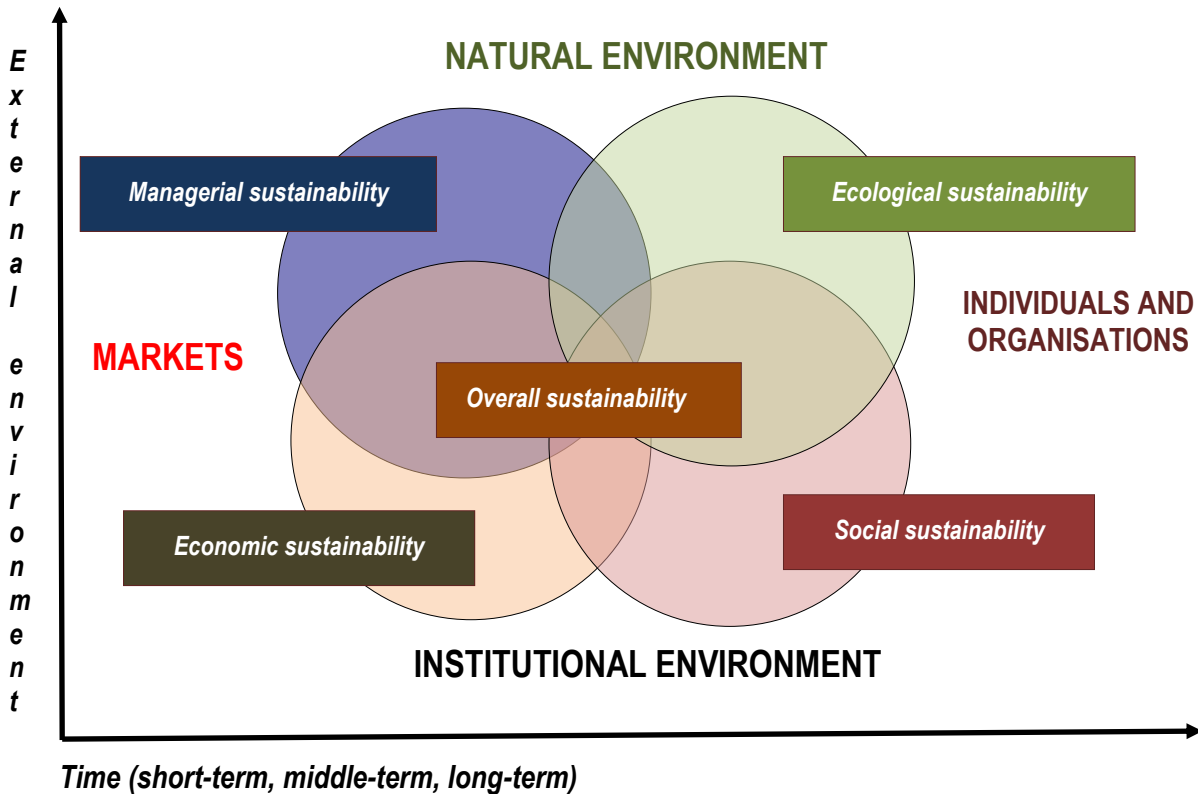 External environment
NATURAL ENVIRONMENT
Managerial sustainability
Ecological sustainability
INDIVIDUALS AND
ORGANISATIONS
MARKETS
Overall sustainability
Economic sustainability
Social sustainability
INSTITUTIONAL ENVIRONMENT
Time (short-term, middle-term, long-term)